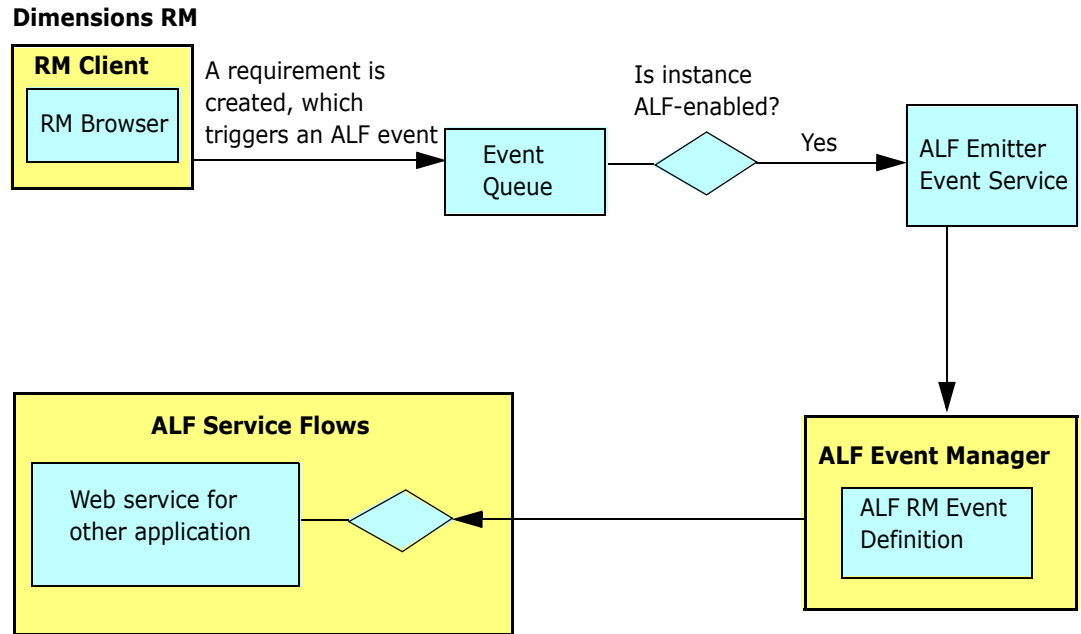 Dimensions RM
RM Client
RM Browser
A requirement is
created, which
triggers an ALF event
Event
Queue
Is instance
ALF-enabled?
Yes
ALF Emitter
Event Service
ALF Service Flows
Web service for
other application
ALF Event Manager
ALF RM Event
Definition